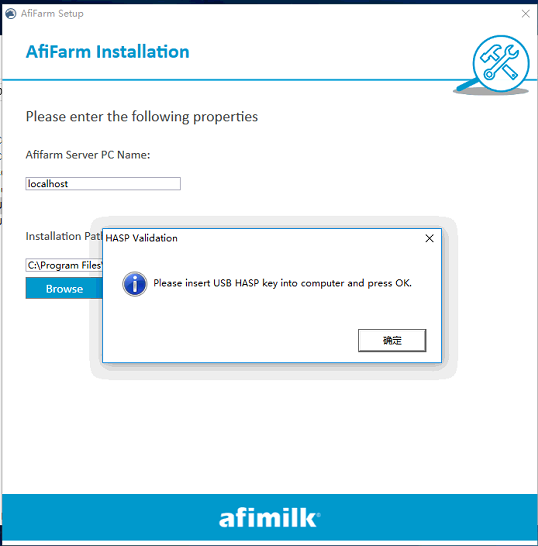 AfiFarm Setup
AfiFarm Installation
Please enter the following properties
Afifarm Server PC Name:
localhost
Installation Pat
C:\Program Files
Browse
HASP Validation
Please insert USB HASP key into computer and press OK.
确定
afimilk